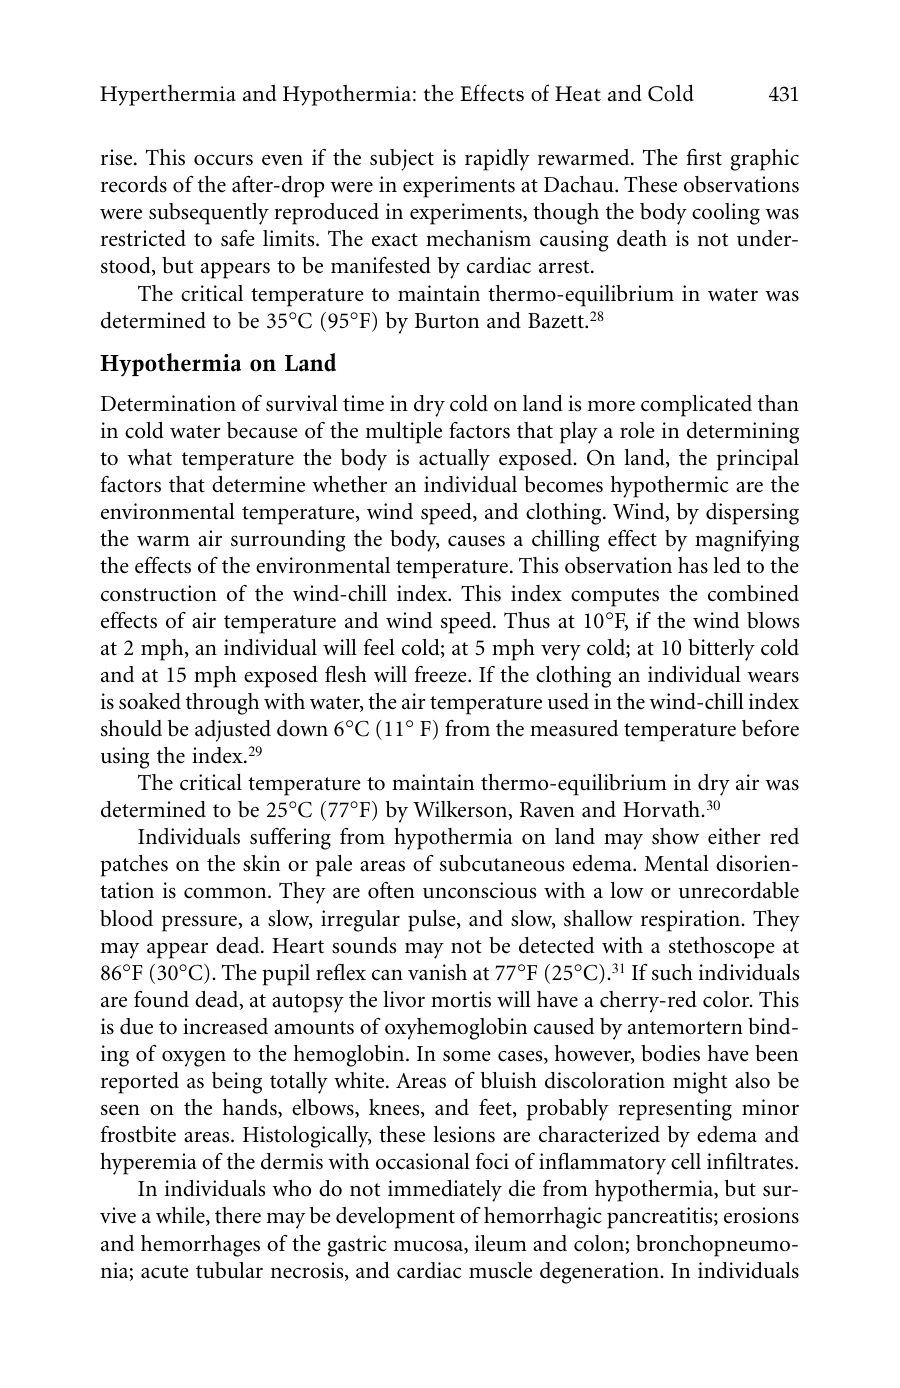 Hyperthermia and Hypothermia: the Effects of Heat and Cold 431
rise. This occurs even if the subject is rapidly rewarmed. The first graphic
records of the after-drop were in experiments at Dachau. These observations
were subsequently reproduced in experiments, though the body cooling was
restricted to safe limits. The exact mechanism causing death is not under-
stood, but appears to be manifested by cardiac arrest.
The critical temperature to maintain thermo-equilibrium in water was
determined to be 35°C (95°F) by Burton and Bazett.28
Hypothermia on Land
Determination of survival time in dry cold on land is more complicated than
in cold water because of the multiple factors that play a role in determining
to what temperature the body is actually exposed. On land, the principal
factors that determine whether an individual becomes hypothermic are the
environmental temperature, wind speed, and clothing. Wind, by dispersing
the warm air surrounding the body, causes a chilling effect by magnifying
the effects of the environmental temperature. This observation has led to the
construction of the wind-chill index. This index computes the combined
effects of air temperature and wind speed. Thus at 10°F, if the wind blows
at 2 mph, an individual will feel cold; at 5 mph very cold; at 10 bitterly cold
and at 15 mph exposed flesh will freeze. If the clothing an individual wears
is soaked through with water, the air temperature used in the wind-chill index
should be adjusted down 6°C (11° F) from the measured temperature before
using the index.29
The critical temperature to maintain thermo-equilibrium in dry air was
determined to be 25°C (77°F) by Wilkerson, Raven and Horvath.30
Individuals suffering from hypothermia on land may show either red
patches on the skin or pale areas of subcutaneous edema. Mental disorien-
tation is common. They are often unconscious with a low or unrecordable
blood pressure, a slow, irregular pulse, and slow, shallow respiration. They
may appear dead. Heart sounds may not be detected with a stethoscope at
86°F (30°C). The pupil reflex can vanish at 77°F (25°C).31 If such individuals
are found dead, at autopsy the livor mortis will have a cherry-red color. This
is due to increased amounts of oxyhemoglobin caused by antemortern bind-
ing of oxygen to the hemoglobin. In some cases, however, bodies have been
reported as being totally white. Areas of bluish discoloration might also be
seen on the hands, elbows, knees, and feet, probably representing minor
frostbite areas. Histologically, these lesions are characterized by edema and
hyperemia of the dermis with occasional foci of inflammatory cell infiltrates.
In individuals who do not immediately die from hypothermia, but sur-
vive a while, there may be development of hemorrhagic pancreatitis; erosions
and hemorrhages of the gastric mucosa, ileum and colon; bronchopneumo-
nia; acute tubular necrosis, and cardiac muscle degeneration. In individuals